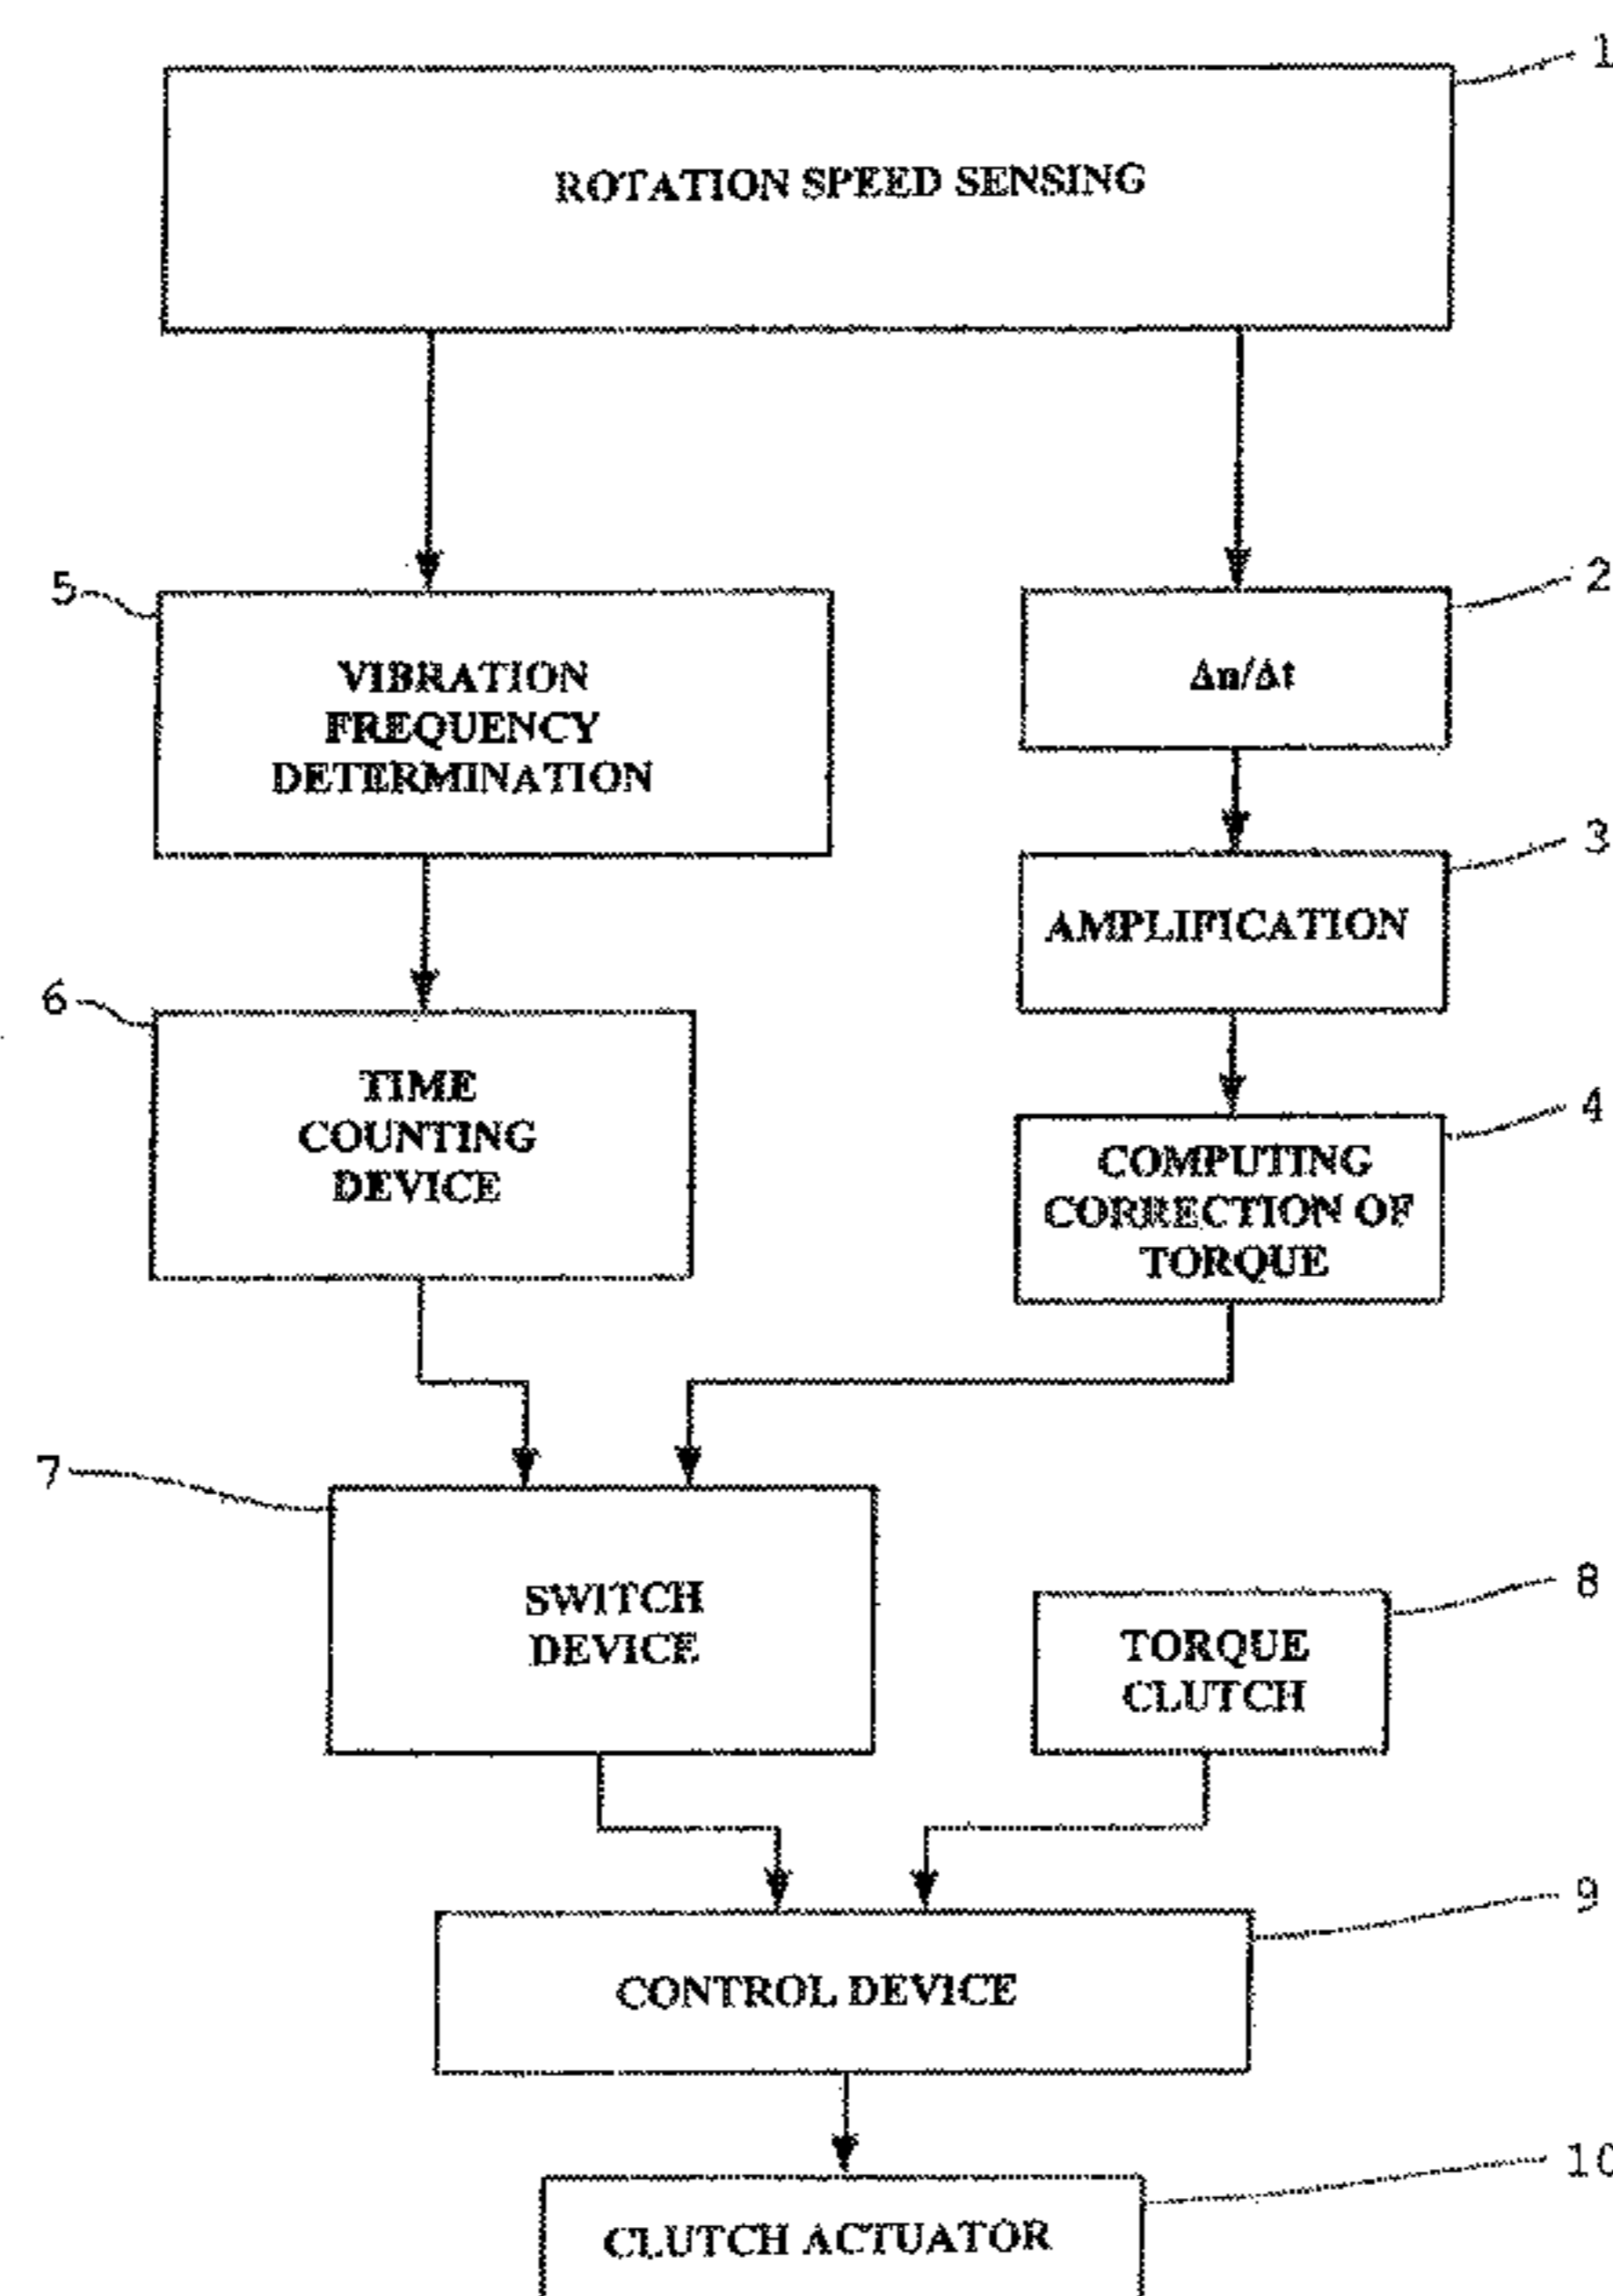 1
ROTATION SPEED SENSING
5
VIBRATION
FREQUENCY
DETERMINATION
2
Δn/Δt
3
AMPLIFICATION
6
TIME
COUNTING
DEVICE
4
COMPUTING
CORRECTION OF
TORQUE
7
SWITCH
DEVICE
8
TORQUE
CLUTCH
9
CONTROL DEVICE
10
CLUTCH ACTUATOR